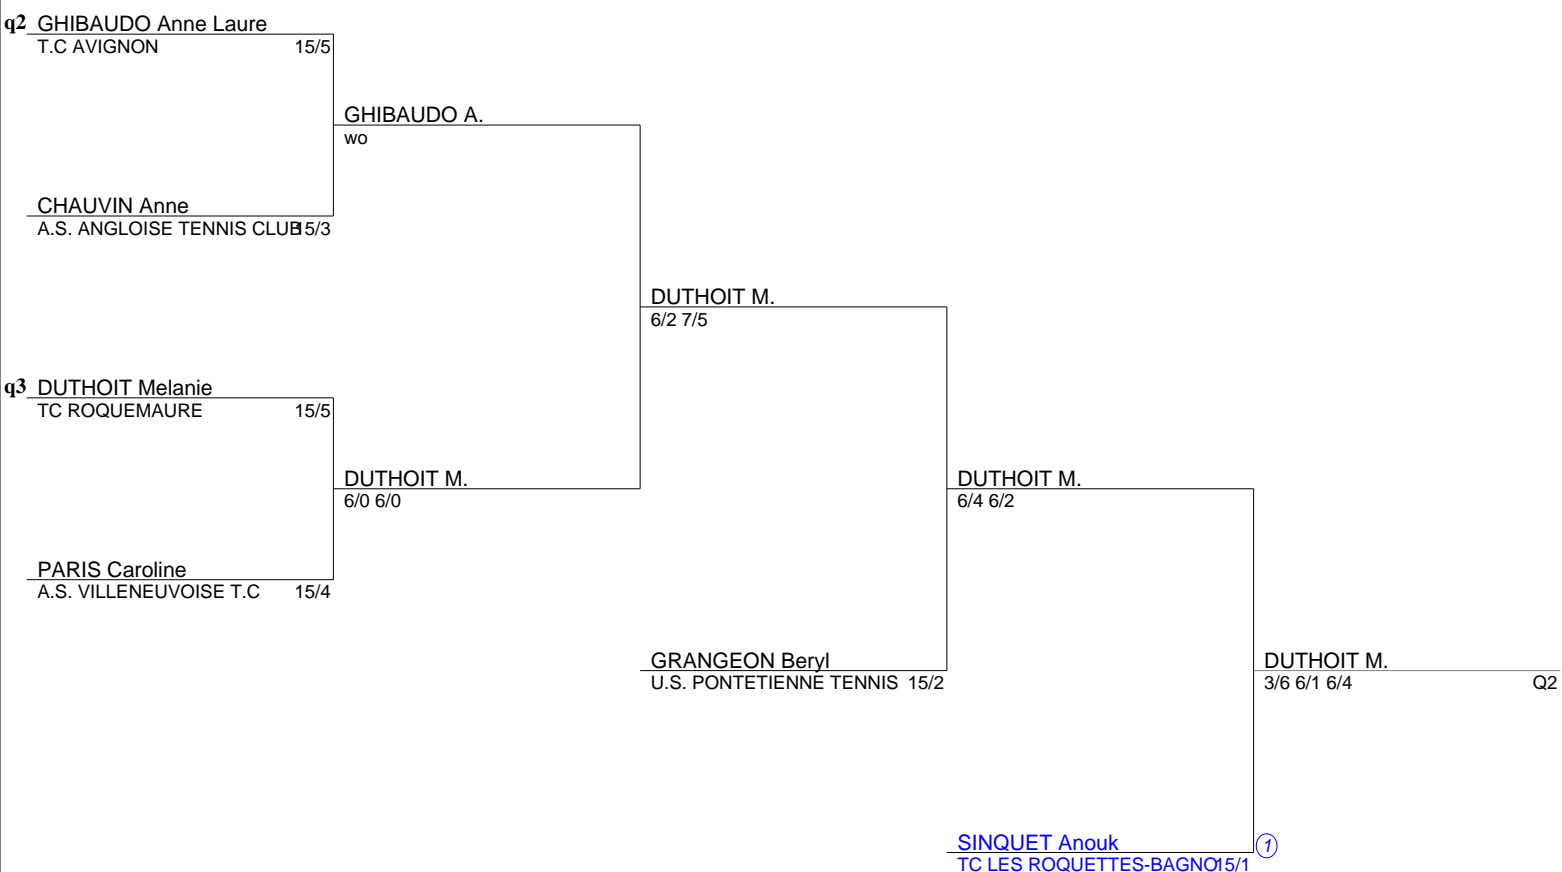 q2 GHIBAUDO Anne Laure
T.C AVIGNON 15/5
GHIBAUDO A.
wo
CHAUVIN Anne
A.S. ANGLOISE TENNIS CLUB 15/3
DUTHOIT M.
6/2 7/5
q3 DUTHOIT Melanie
TC ROQUEMAURE 15/5
DUTHOIT M.
6/0 6/0
DUTHOIT M.
6/4 6/2
PARIS Caroline
A.S. VILLENEUVOISE T.C 15/4
GRANGEON Beryl
U.S. PONTETIENNE TENNIS 15/2
DUTHOIT M.
3/6 6/1 6/4 Q2
SINQUET Anouk 1
TC LES ROQUETTES-BAGNO 15/1